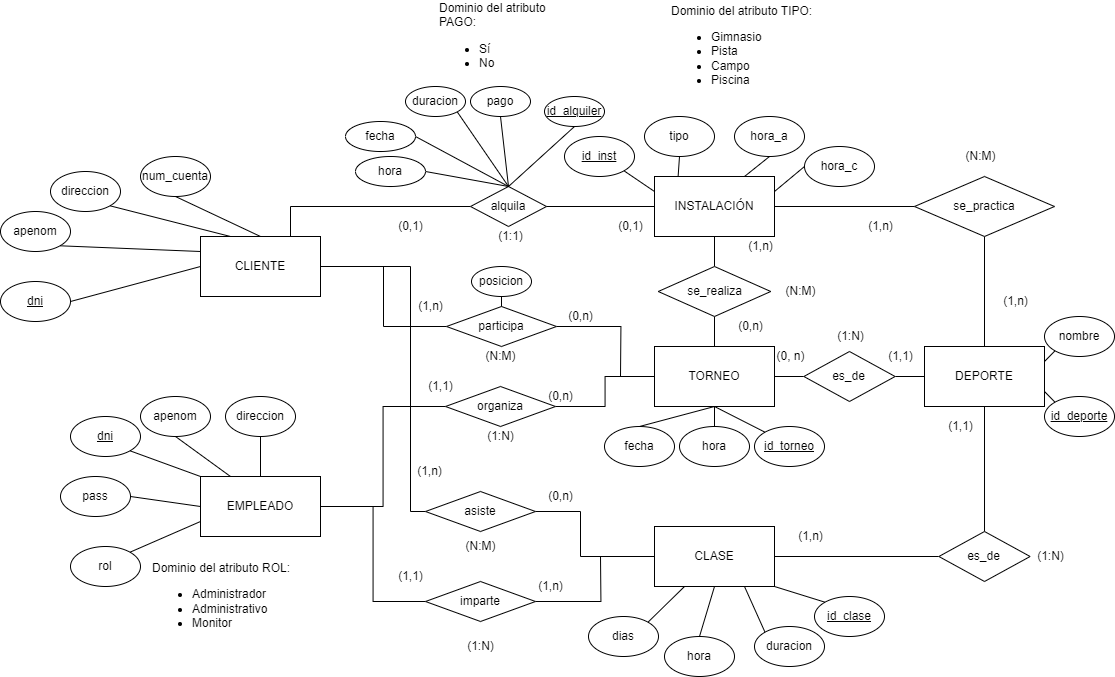 Dominio del atributo
PAGO:
Sí
No
Dominio del atributo TIPO:
Gimnasio
Pista
Campo
Piscina
duracion
pago
id_alquiler
fecha
hora
id_inst
tipo
hora_a
hora_c
(N:M)
num_cuenta
direccion
apenom
dni
CLIENTE
alquila
(0,1)
(1:1)
(0,1)
INSTALACIÓN
(1,n)
(1,n)
se_practica
posicion
(1,n)
participa
(0,n)
(N:M)
se_realiza
(N:M)
(0,n)
(1,n)
(1:N)
(0, n)
es_de
(1,1)
TORNEO
DEPORTE
nombre
id_deporte
(1,1)
(1,1)
organiza
(0,n)
(1:N)
fecha
hora
id_torneo
dni
apenom
direccion
pass
EMPLEADO
rol
Dominio del atributo ROL:
Administrador
Administrativo
Monitor
(1,n)
asiste
(0,n)
(N:M)
(1,1)
imparte
(1,n)
(1:N)
CLASE
(1,n)
es_de
(1:N)
dias
hora
duracion
id_clase